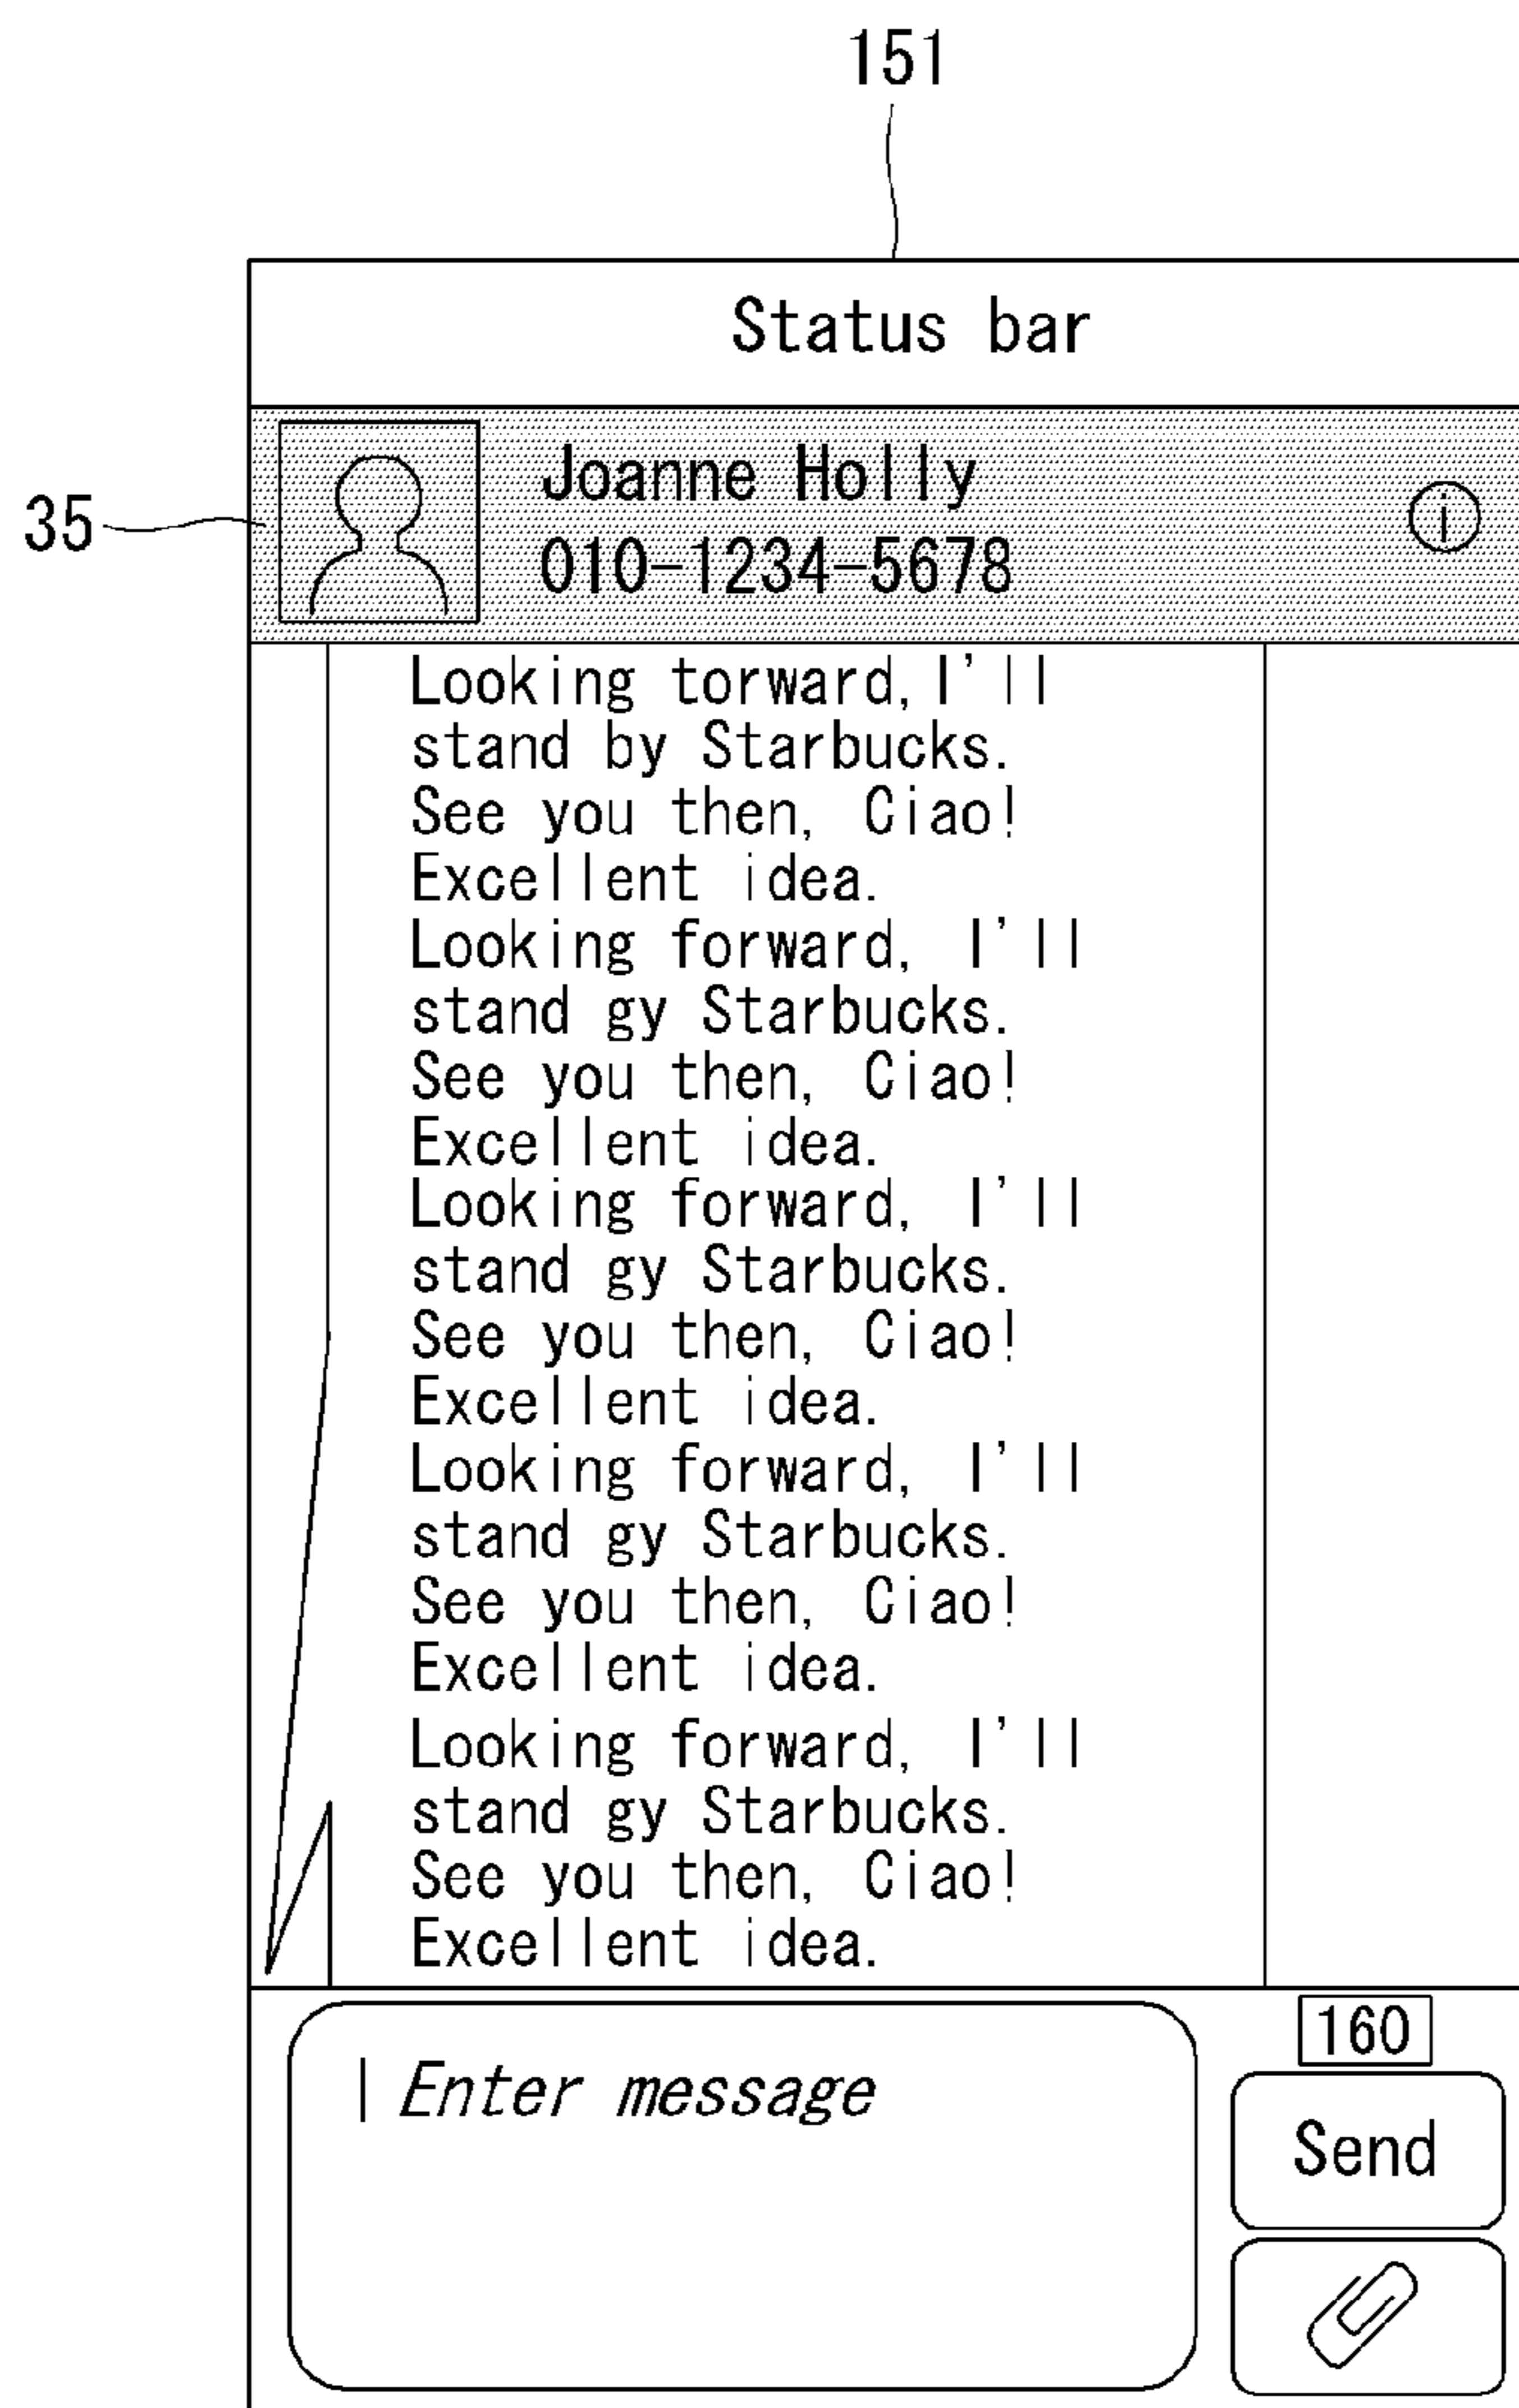 151
Status bar
35
Joanne Holly
010-1234-5678
i
Looking torward, I'll
stand by Starbucks.
See you then, Ciao!
Excellent idea.
Looking forward, I'll
stand gy Starbucks.
See you then, Ciao!
Excellent idea.
Looking forward, I'll
stand gy Starbucks.
See you then, Ciao!
Excellent idea.
Looking forward, I'll
stand gy Starbucks.
See you then, Ciao!
Excellent idea.
Looking forward, I'll
stand gy Starbucks.
See you then, Ciao!
Excellent idea.
160
Enter message
Send